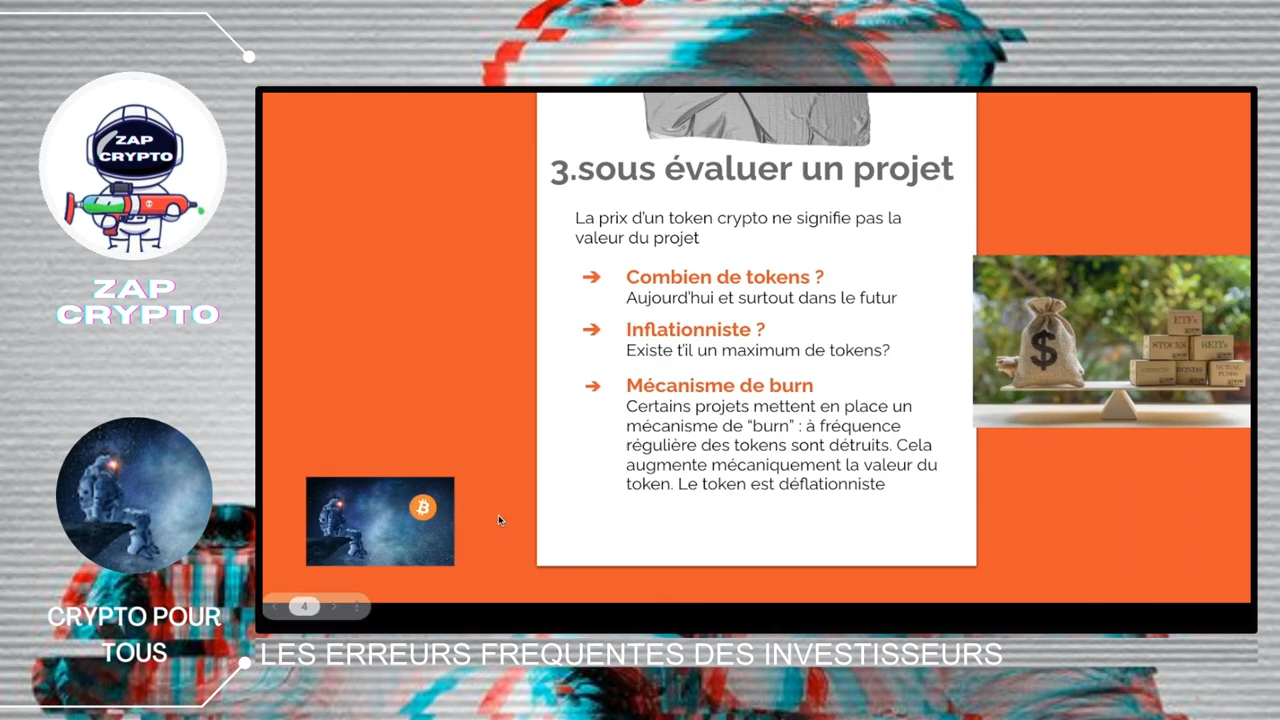 ZAP
CRYPTO
ZAP
CRYPTO
CRYPTO POUR
TOUS
3.sous évaluer un projet
La prix d'un token crypto ne signifie pas la
valeur du projet
➔ Combien de tokens ?
Aujourd'hui et surtout dans le futur
➔ Inflationniste ?
Existe t'il un maximum de tokens?
➔ Mécanisme de burn
Certains projets mettent en place un
mécanisme de “burn” : à fréquence
régulière des tokens sont détruits. Cela
augmente mécaniquement la valeur du
token. Le token est déflationniste
$
ETFs
STOCKS
REITs
BONDS
MUTUAL
FUNDS
4
LES ERREURS FREQUENTES DES INVESTISSEURS